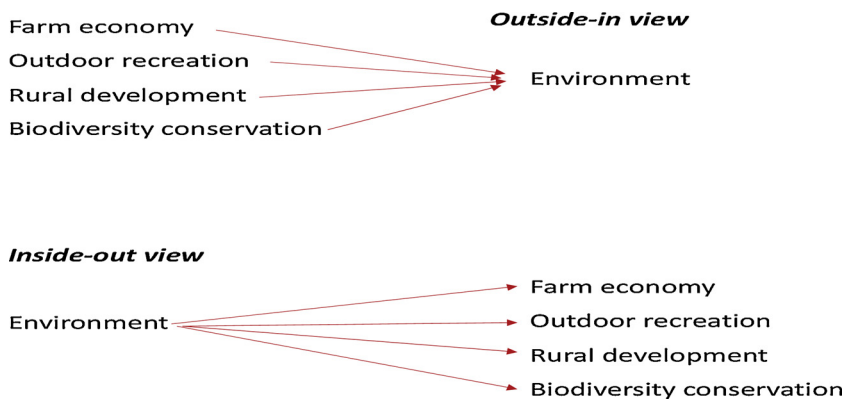 Outside-in view
Farm economy
Outdoor recreation
Rural development
Biodiversity conservation
Environment
Inside-out view
Environment
Farm economy
Outdoor recreation
Rural development
Biodiversity conservation